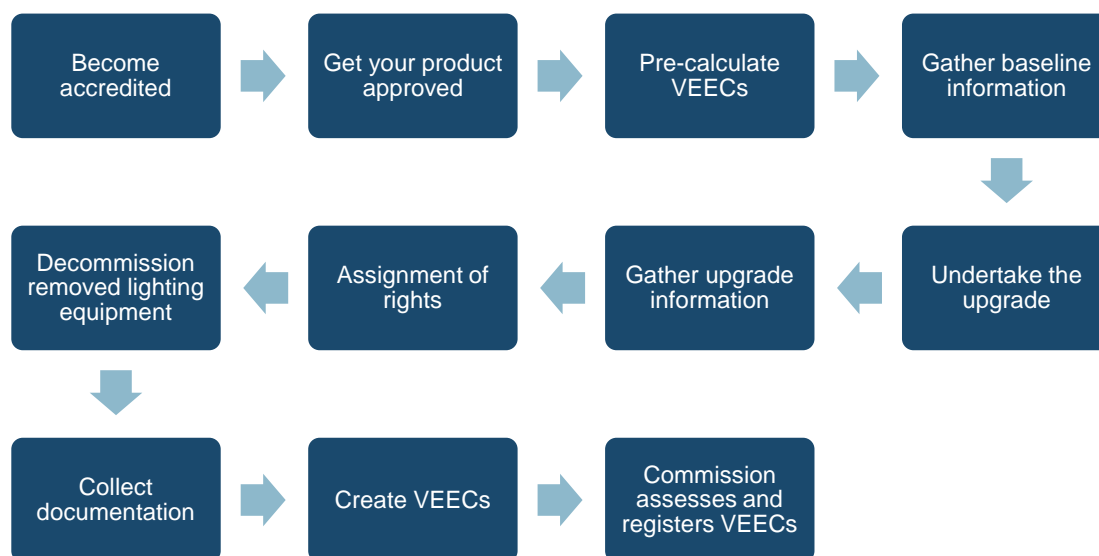 Become
accredited
Get your product
approved
Pre-calculate
VEECs
Gather baseline
information
Undertake the
upgrade
Gather upgrade
information
Assignment of
rights
Decommission
removed lighting
equipment
Collect
documentation
Create VEECs
Commission
assesses and
registers VEECs